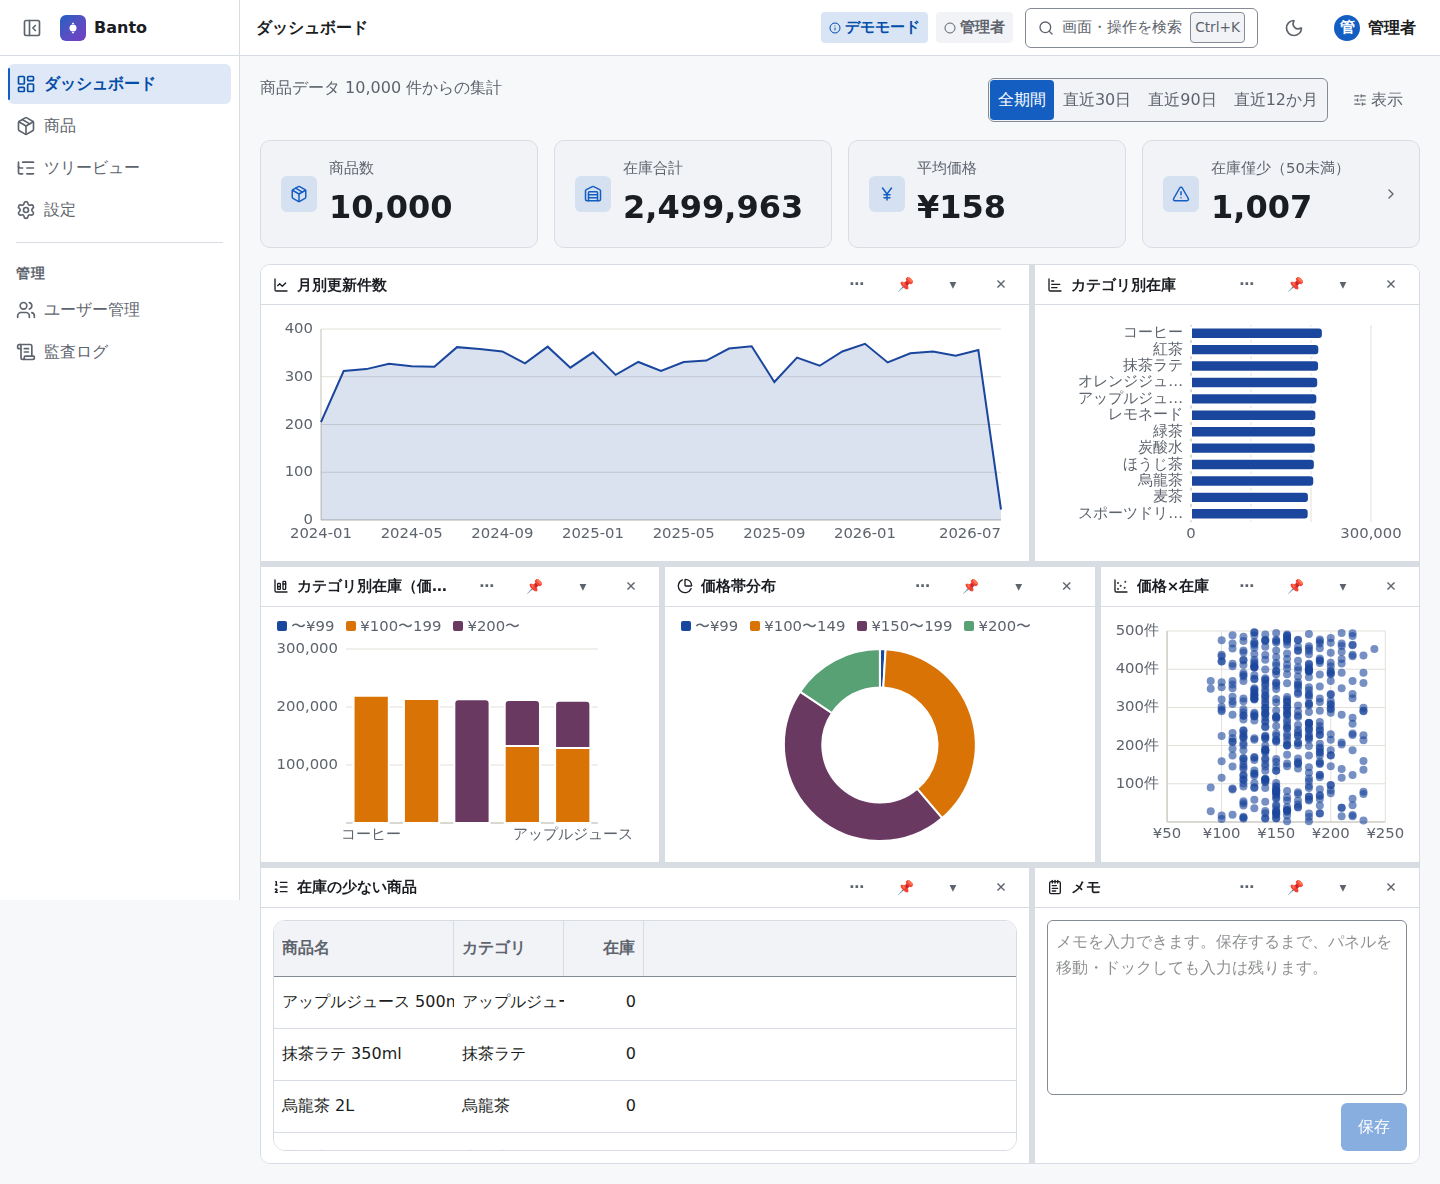 Banto
ダッシュボード
デモモード
管理者
画面・操作を検索 Ctrl+K
管 管理者
ダッシュボード
商品
ツリービュー
設定
管理
ユーザー管理
監査ログ
商品データ 10,000 件からの集計
全期間 直近30日 直近90日 直近12か月
表示
商品数
10,000
在庫合計
2,499,963
平均価格
¥158
在庫僅少（50未満）
1,007
月別更新件数
400
300
200
100
0
2024-01 2024-05 2024-09 2025-01 2025-05 2025-09 2026-01 2026-07
カテゴリ別在庫
コーヒー
紅茶
抹茶ラテ
オレンジジュ…
アップルジュ…
レモネード
緑茶
炭酸水
ほうじ茶
烏龍茶
麦茶
スポーツドリ…
0 300,000
カテゴリ別在庫（価…
〜¥99 ¥100〜199 ¥200〜
300,000
200,000
100,000
コーヒー アップルジュース
価格帯分布
〜¥99 ¥100〜149 ¥150〜199 ¥200〜
価格×在庫
500件
400件
300件
200件
100件
¥50 ¥100 ¥150 ¥200 ¥250
在庫の少ない商品
商品名 カテゴリ 在庫
アップルジュース 500m アップルジュー 0
抹茶ラテ 350ml 抹茶ラテ 0
烏龍茶 2L 烏龍茶 0
メモ
メモを入力できます。保存するまで、パネルを
移動・ドックしても入力は残ります。
保存